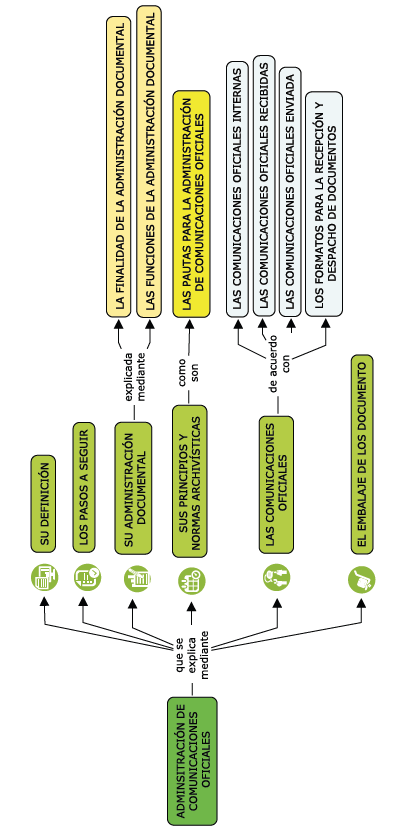 ADMINSITRACIÓN DE
COMUNICACIONES
OFICIALES
que se
explica
mediante
SU DEFINICIÓN
LOS PASOS A SEGUIR
SU ADMINISTRACIÓN
DOCUMENTAL
explicada
mediante
LA FINALIDAD DE LA ADMINISTRACIÓN DOCUMENTAL
LAS FUNCIONES DE LA ADMINISTRACIÓN DOCUMENTAL
SUS PRINCIPIOS Y
NORMAS ARCHIVÍSTICAS
como
son
LAS PAUTAS PARA LA ADMINISTRACIÓN
DE COMUNICACIONES OFICIALES
LAS COMUNICACIONES
OFICIALES
de acuerdo
con
LAS COMUNICACIONES OFICIALES INTERNAS
LAS COMUNICACIONES OFICIALES RECIBIDAS
LAS COMUNICACIONES OFICIALES ENVIADA
LOS FORMATOS PARA LA RECEPCIÓN Y
DESPACHO DE DOCUMENTOS
EL EMBALAJE DE LOS DOCUMENTO